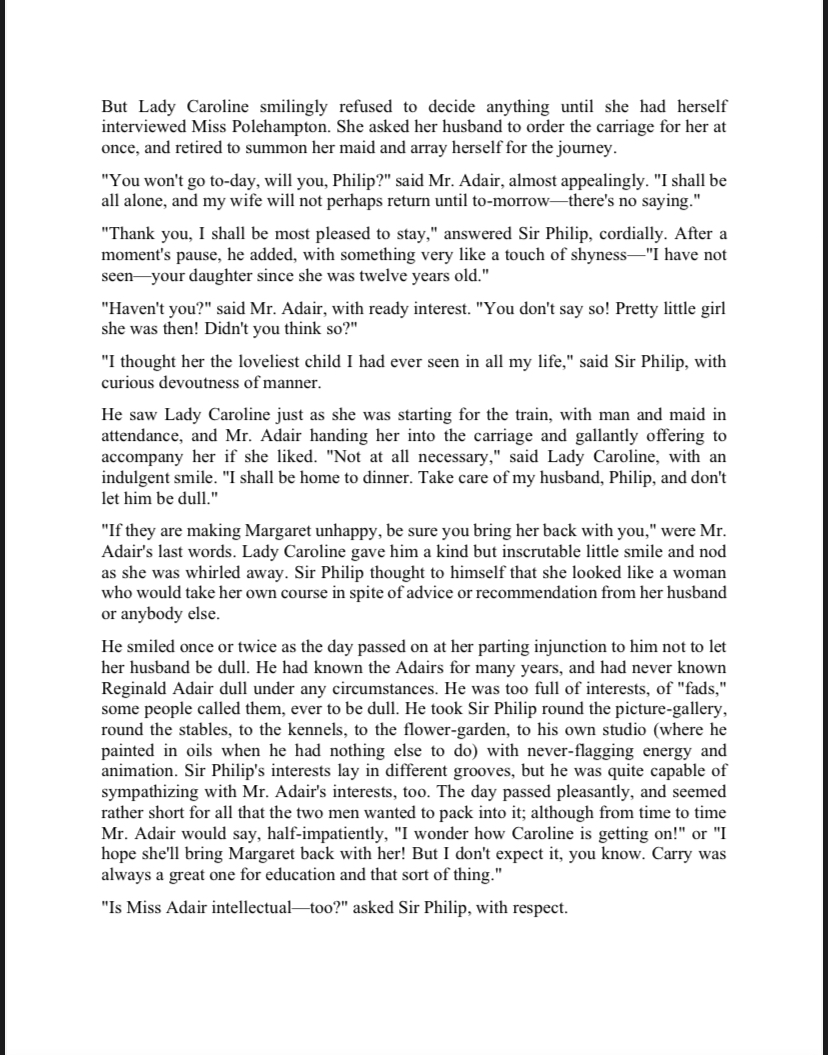 But Lady Caroline smilingly refused to decide anything until she had herself
interviewed Miss Polehampton. She asked her husband to order the carriage for her at
once, and retired to summon her maid and array herself for the journey.
"You won't go to-day, will you, Philip?" said Mr. Adair, almost appealingly. "I shall be
all alone, and my wife will not perhaps return until to-morrow—there's no saying."
"Thank you, I shall be most pleased to stay," answered Sir Philip, cordially. After a
moment's pause, he added, with something very like a touch of shyness—"I have not
seen—your daughter since she was twelve years old."
"Haven't you?" said Mr. Adair, with ready interest. "You don't say so! Pretty little girl
she was then! Didn't you think so?"
"I thought her the loveliest child I had ever seen in all my life," said Sir Philip, with
curious devoutness of manner.
He saw Lady Caroline just as she was starting for the train, with man and maid in
attendance, and Mr. Adair handing her into the carriage and gallantly offering to
accompany her if she liked. "Not at all necessary," said Lady Caroline, with an
indulgent smile. "I shall be home to dinner. Take care of my husband, Philip, and don't
let him be dull."
"If they are making Margaret unhappy, be sure you bring her back with you," were Mr.
Adair's last words. Lady Caroline gave him a kind but inscrutable little smile and nod
as she was whirled away. Sir Philip thought to himself that she looked like a woman
who would take her own course in spite of advice or recommendation from her husband
or anybody else.
He smiled once or twice as the day passed on at her parting injunction to him not to let
her husband be dull. He had known the Adairs for many years, and had never known
Reginald Adair dull under any circumstances. He was too full of interests, of "fads,"
some people called them, ever to be dull. He took Sir Philip round the picture-gallery,
round the stables, to the kennels, to the flower-garden, to his own studio (where he
painted in oils when he had nothing else to do) with never-flagging energy and
animation. Sir Philip's interests lay in different grooves, but he was quite capable of
sympathizing with Mr. Adair's interests, too. The day passed pleasantly, and seemed
rather short for all that the two men wanted to pack into it; although from time to time
Mr. Adair would say, half-impatiently, "I wonder how Caroline is getting on!" or "I
hope she'll bring Margaret back with her! But I don't expect it, you know. Carry was
always a great one for education and that sort of thing."
"Is Miss Adair intellectual—too?" asked Sir Philip, with respect.